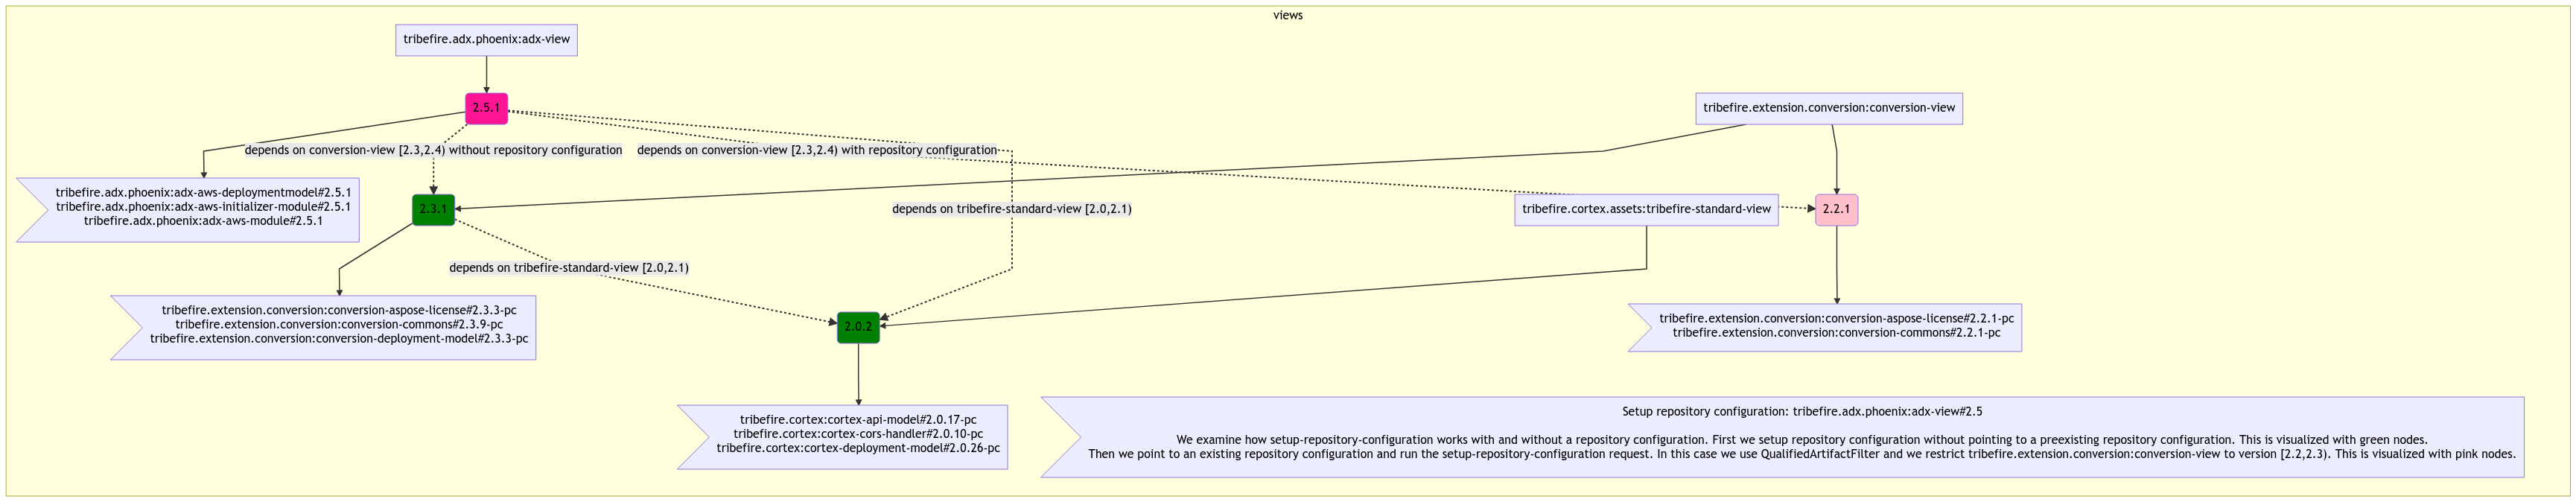 views
tribefire.adx.phoenix:adx-view
2.5.1
tribefire.extension.conversion:conversion-view
depends on conversion-view [2.3,2.4) without repository configuration
depends on conversion-view [2.3,2.4) with repository configuration
tribefire.adx.phoenix:adx-aws-deploymentmodel#2.5.1
tribefire.adx.phoenix:adx-aws-initializer-module#2.5.1
tribefire.adx.phoenix:adx-aws-module#2.5.1
2.3.1
depends on tribefire-standard-view [2.0,2.1)
tribefire.cortex.assets:tribefire-standard-view
2.2.1
depends on tribefire-standard-view [2.0,2.1)
tribefire.extension.conversion:conversion-aspose-license#2.3.3-pc
tribefire.extension.conversion:conversion-commons#2.3.9-pc
tribefire.extension.conversion:conversion-deployment-model#2.3.3-pc
2.0.2
tribefire.extension.conversion:conversion-aspose-license#2.2.1-pc
tribefire.extension.conversion:conversion-commons#2.2.1-pc
tribefire.cortex:cortex-api-model#2.0.17-pc
tribefire.cortex:cortex-cors-handler#2.0.10-pc
tribefire.cortex:cortex-deployment-model#2.0.26-pc
Setup repository configuration: tribefire.adx.phoenix:adx-view#2.5
We examine how setup-repository-configuration works with and without a repository configuration. First we setup repository configuration without pointing to a preexisting repository configuration. This is visualized with green nodes.
Then we point to an existing repository configuration and run the setup-repository-configuration request. In this case we use QualifiedArtifactFilter and we restrict tribefire.extension.conversion:conversion-view to version [2.2,2.3). This is visualized with pink nodes.